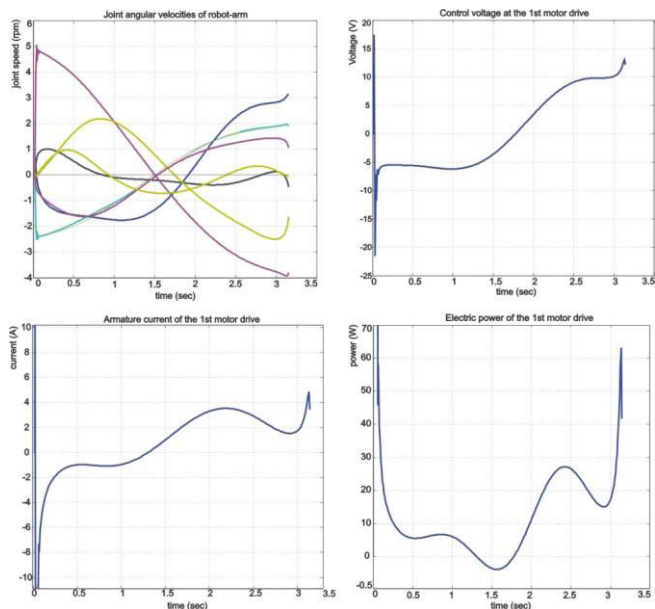 Joint angular velocities of robot-arm
joint speed (rpm)
6
5
4
3
2
1
0
-1
-2
-3
-4
0 0.5 1 1.5 2 2.5 3 3.5
time (sec)
Control voltage at the 1st motor drive
Voltage (V)
20
15
10
5
0
-5
-10
-15
-20
-25
0 0.5 1 1.5 2 2.5 3 3.5
time (sec)
Armature current of the 1st motor drive
current (A)
10
8
6
4
2
0
-2
-4
-6
-8
-10
0 0.5 1 1.5 2 2.5 3 3.5
time (sec)
Electric power of the 1st motor drive
power (W)
70
60
50
40
30
20
10
0
-0.5
0 0.5 1 1.5 2 2.5 3 3.5
time (sec)